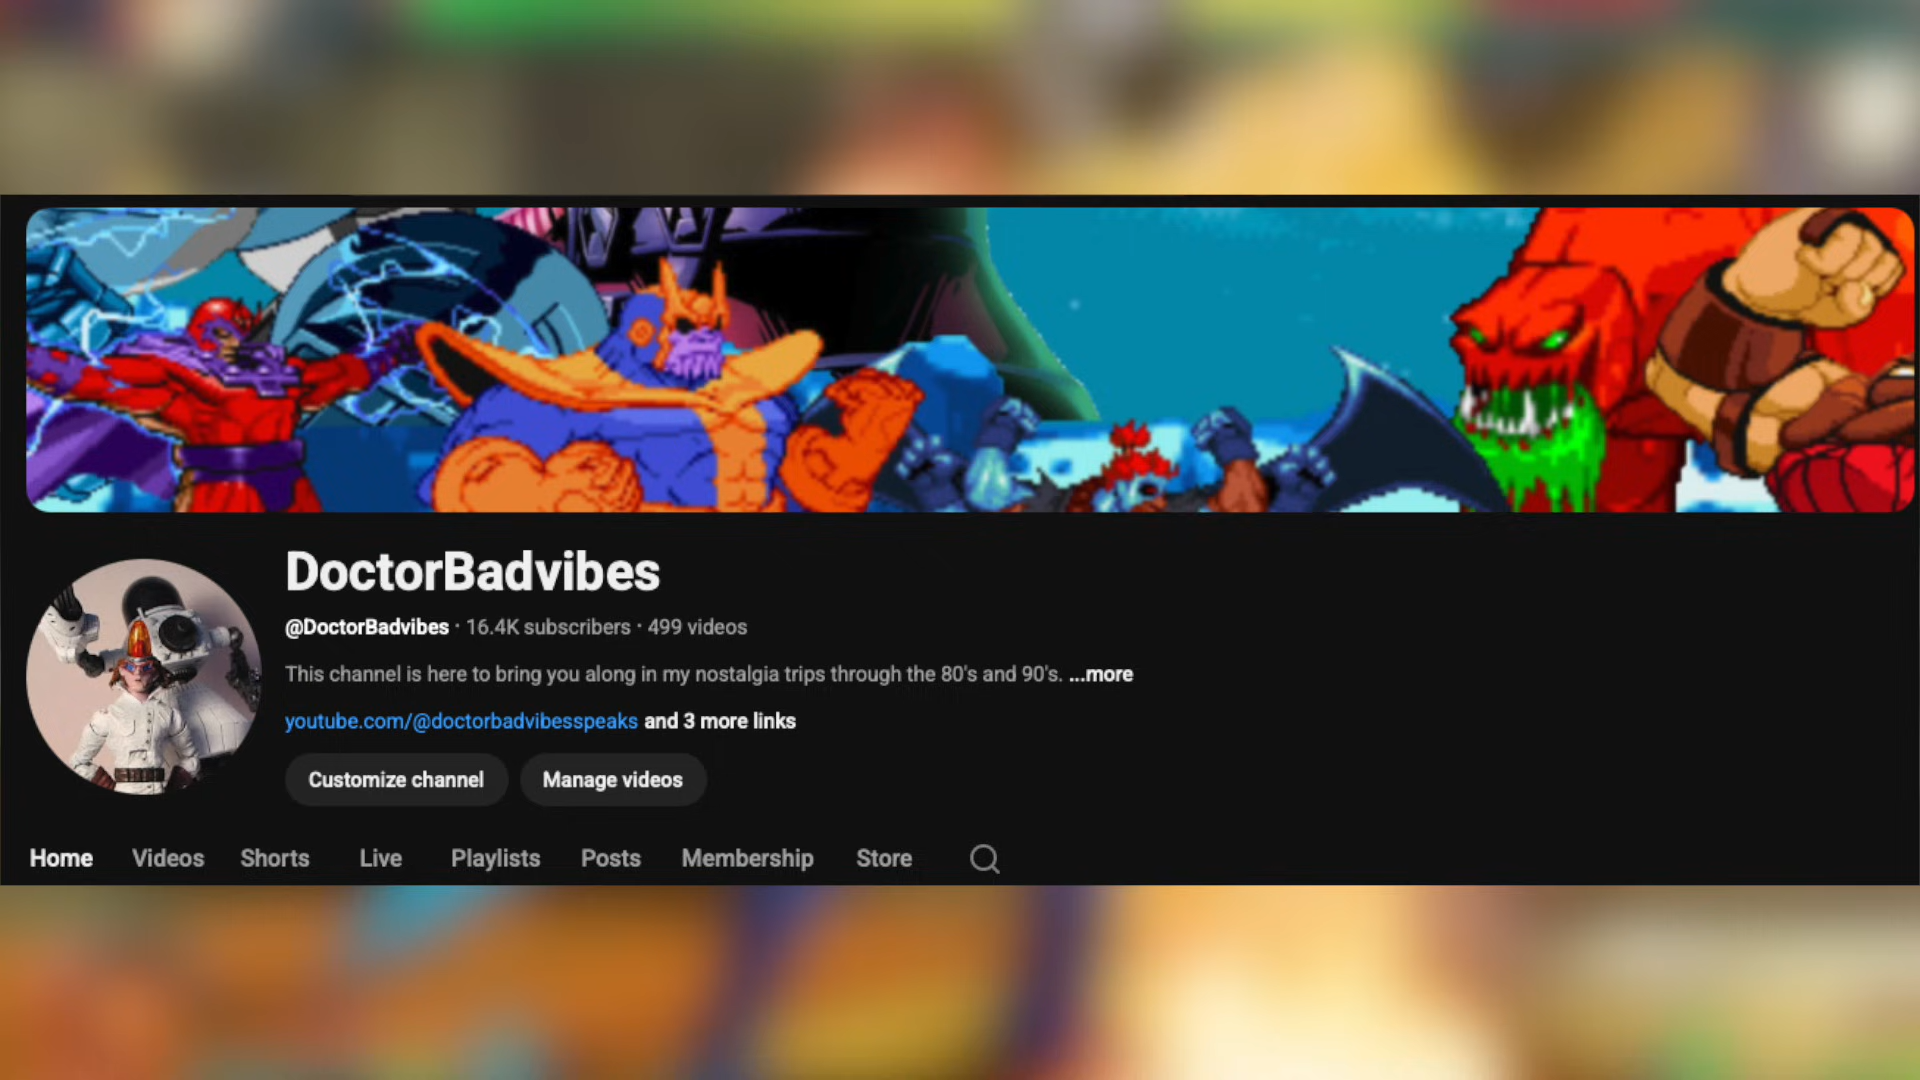 DoctorBadvibes
@DoctorBadvibes · 16.4K subscribers · 499 videos
This channel is here to bring you along in my nostalgia trips through the 80's and 90's. ...more
youtube.com/@doctorbadvibesspeaks and 3 more links
Customize channel Manage videos
Home Videos Shorts Live Playlists Posts Membership Store